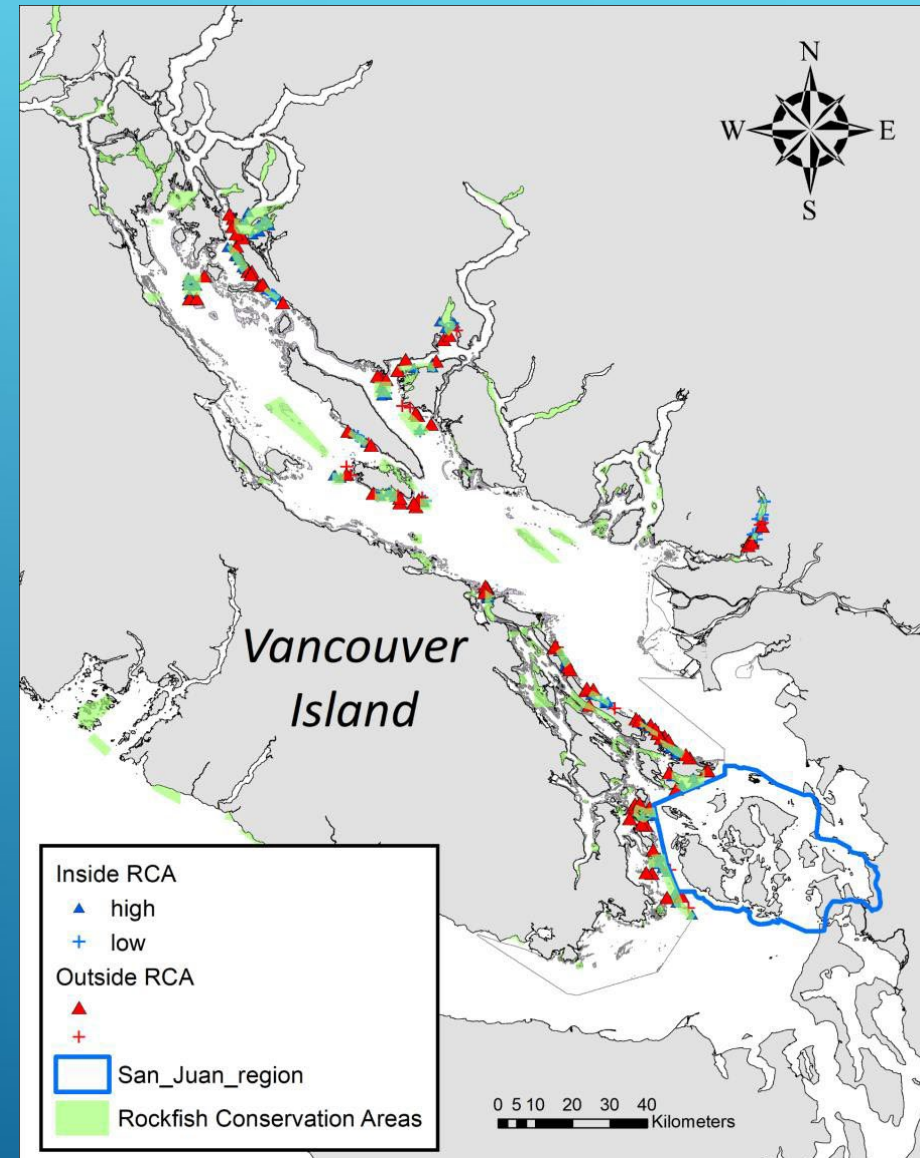 N
W E
S
Vancouver
Island
Inside RCA
high
low
Outside RCA
San_Juan_region
Rockfish Conservation Areas
0 5 10 20 30 40
Kilometers